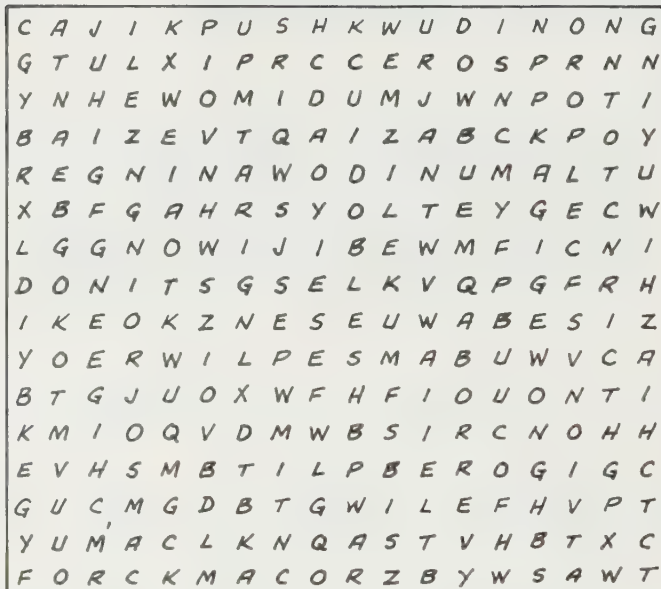 C A J I K P U S H K W U D I N O N G
G T U L X I P R C C E R O S P R N N
Y N H E W O M I D U M J W N P O T I
B A I Z E V T Q A I Z A B C K P O Y
R E G N I N A W O D I N U M A L T U
X B F G A H R S Y O L T E Y G E C W
L G G N O W I J I B E W M F I C N I
D O N I T S G S E L K V Q P G F R H
I K E O K Z N E S E U W A B E S I Z
Y O E R W I L P E S M A B U W V C A
B T G J U O X W F H F I O U O N T I
K M I O Q V D M W B S I R C N O H H
E V H S M B T I L P B E R O G I G C
G U C M G D B T G W I L E F H V P T
Y U M A C L K N Q A S T V H B T X C
F O R C K M A C O R Z B Y W S A W T